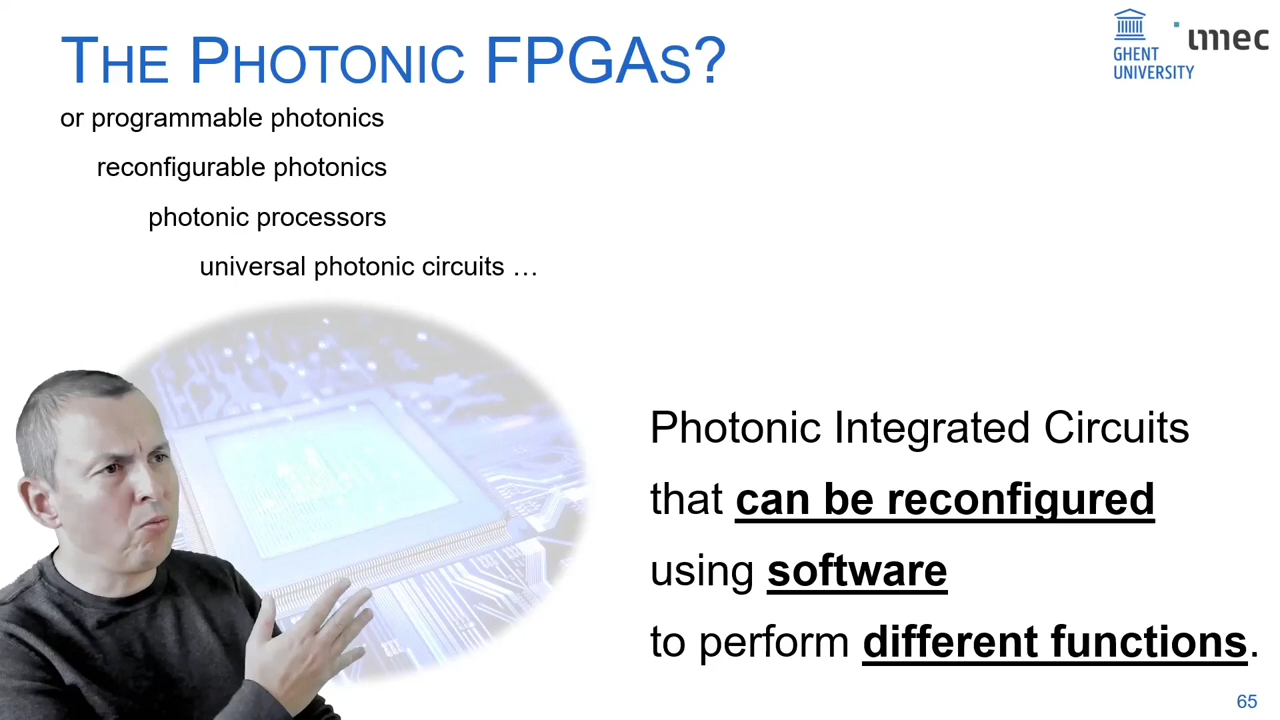 THE PHOTONIC FPGAS?
GHENT
UNIVERSITY
imec
or programmable photonics
reconfigurable photonics
photonic processors
universal photonic circuits …
Photonic Integrated Circuits
that can be reconfigured
using software
to perform different functions.
65